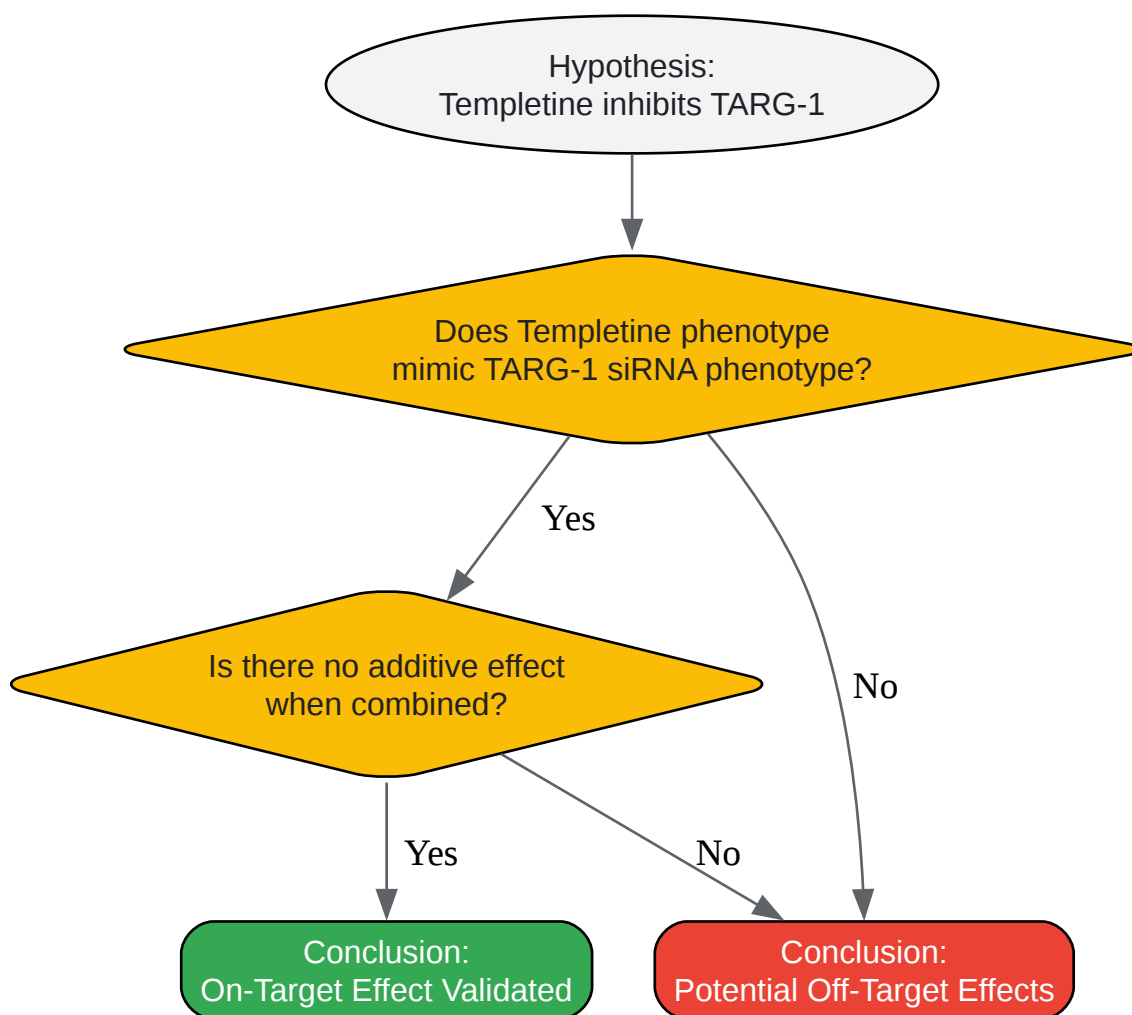 Hypothesis:
Templetine inhibits TARG-1
Does Templetine phenotype
mimic TARG-1 siRNA phenotype?
Yes
No
Is there no additive effect
when combined?
Yes
No
Conclusion:
On-Target Effect Validated
Conclusion:
Potential Off-Target Effects